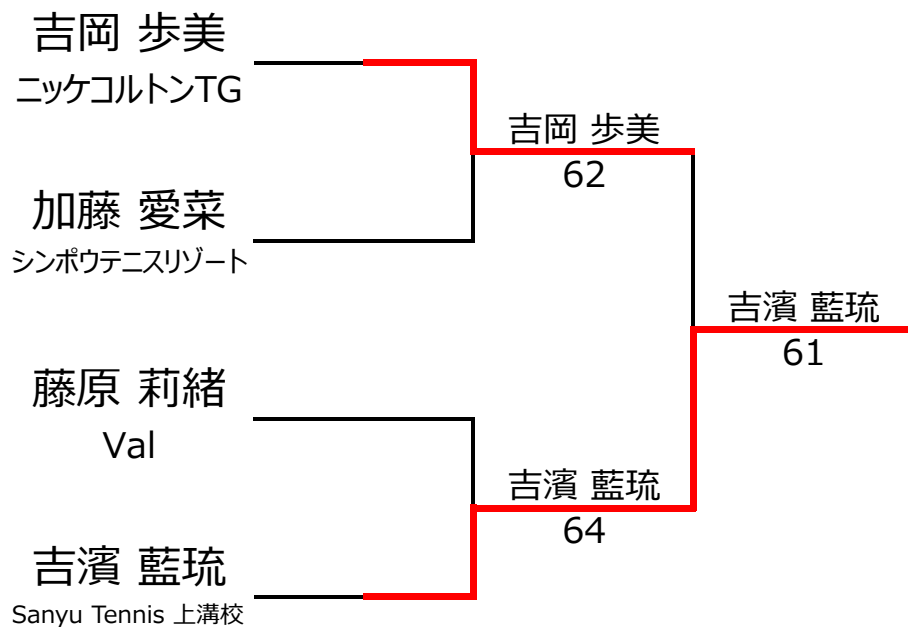 吉岡 歩美
ニッケコルトンTG
加藤 愛菜
シンポウテニスリゾート
藤原 莉緒
Val
吉濱 藍琉
Sanyu Tennis 上溝校
吉岡 歩美
62
吉濱 藍琉
64
吉濱 藍琉
61